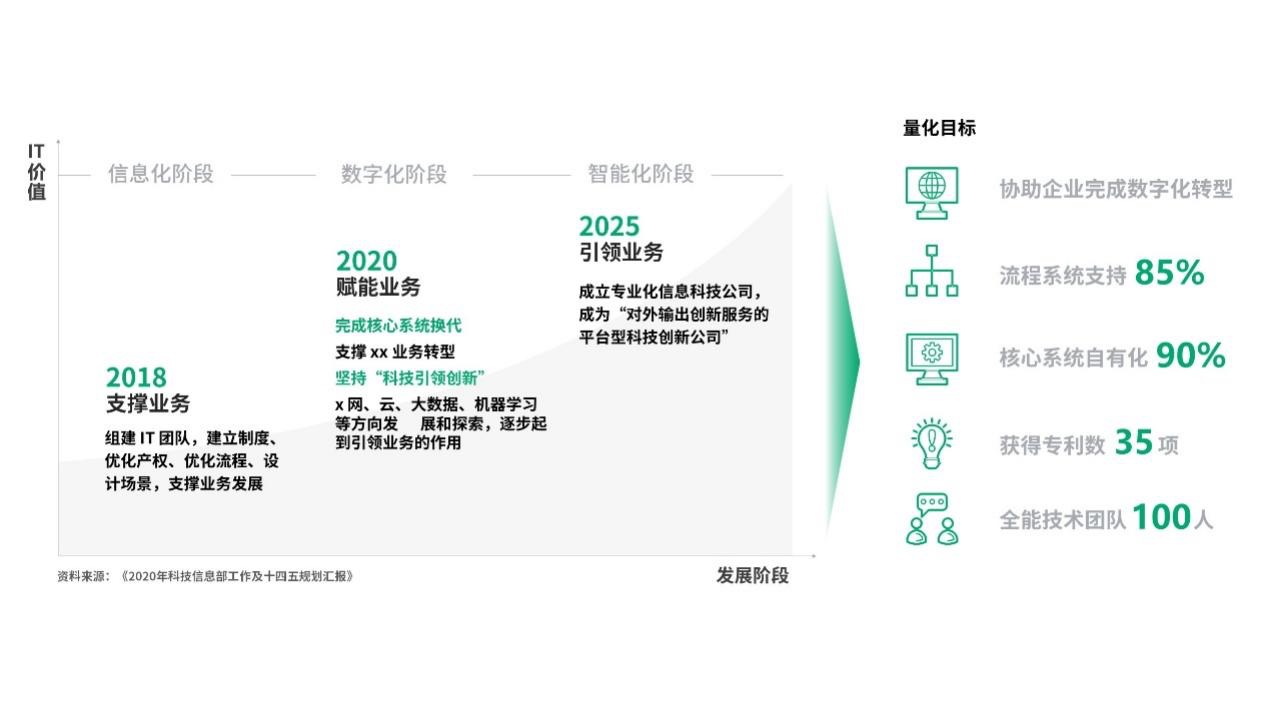 IT
价
值
信息化阶段
数字化阶段
智能化阶段
2018
支撑业务
组建 IT 团队，建立制度、
优化产权、优化流程、设
计场景，支撑业务发展
2020
赋能业务
完成核心系统换代
支撑 xx 业务转型
坚持“科技引领创新”
x 网、云、大数据、机器学习
等方向发 展和探索，逐步起
到引领业务的作用
2025
引领业务
成立专业化信息科技公司，
成为“对外输出创新服务的
平台型科技创新公司”
资料来源：《2020年科技信息部工作及十四五规划汇报》
发展阶段
量化目标
协助企业完成数字化转型
流程系统支持 85%
核心系统自有化 90%
获得专利数 35 项
全能技术团队 100 人